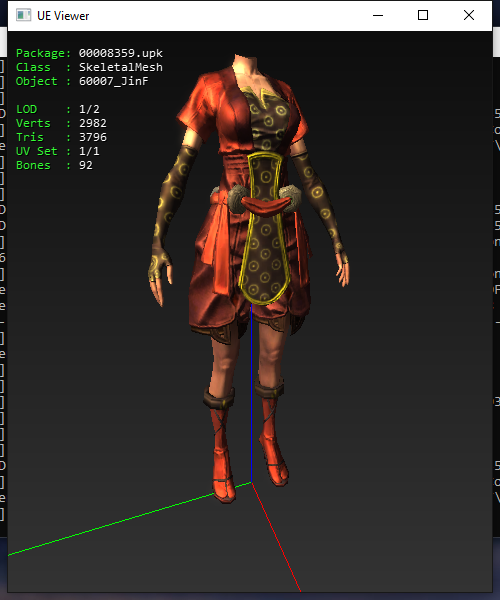 UE Viewer
Package: 00008359.upk
Class : SkeletalMesh
Object : 60007_JinF
LOD : 1/2
Verts : 2982
Tris : 3796
UV Set : 1/1
Bones : 92